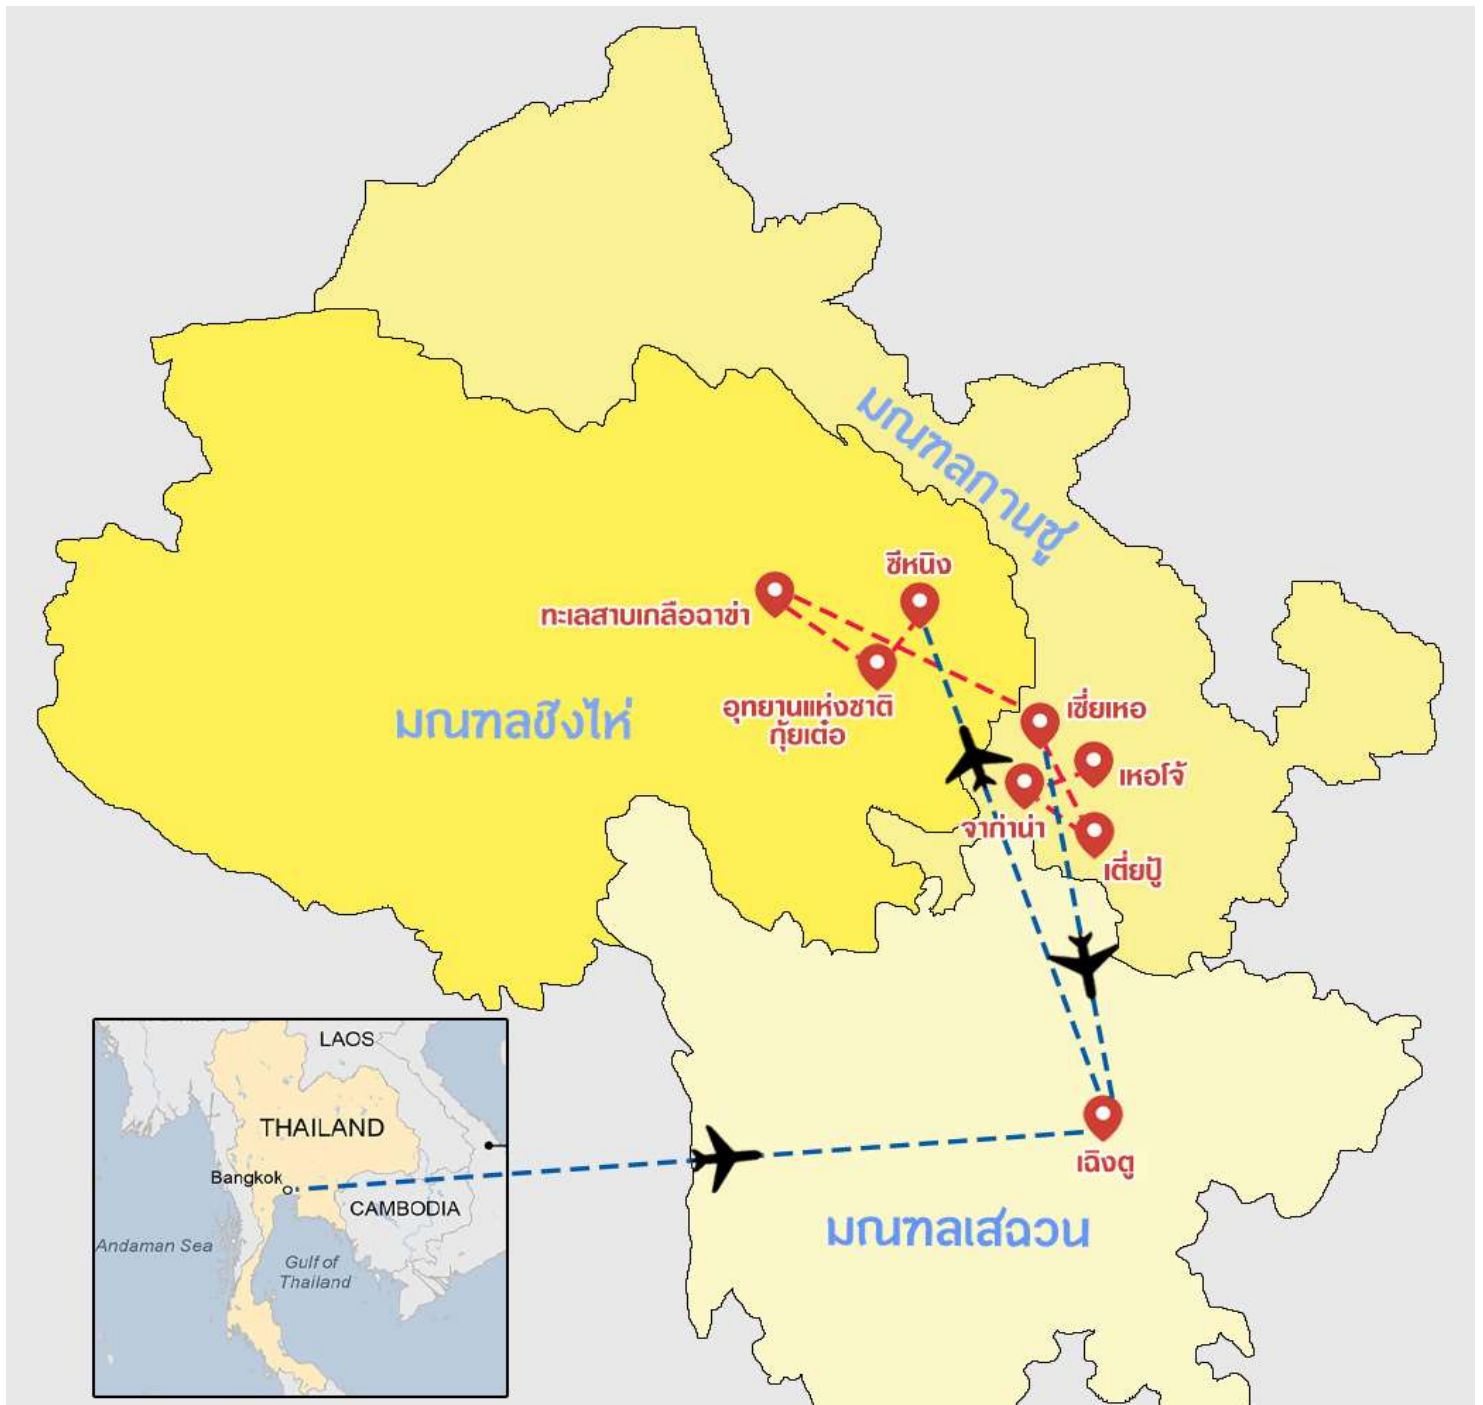 มณฑลกานซู
ซีหนิง
ทะเลสาบเกลือฉาข่า
อุทยานแห่งชาติ
กุ้ยเต๋อ
มณฑลชิงไห่
เซี่ยเหอ
เหอโจ้
จาก่าน่า
เตี่ยปู้
LAOS
THAILAND
Bangkok
CAMBODIA
Andaman Sea
Gulf of
Thailand
เฉิงตู
มณฑลเสฉวน